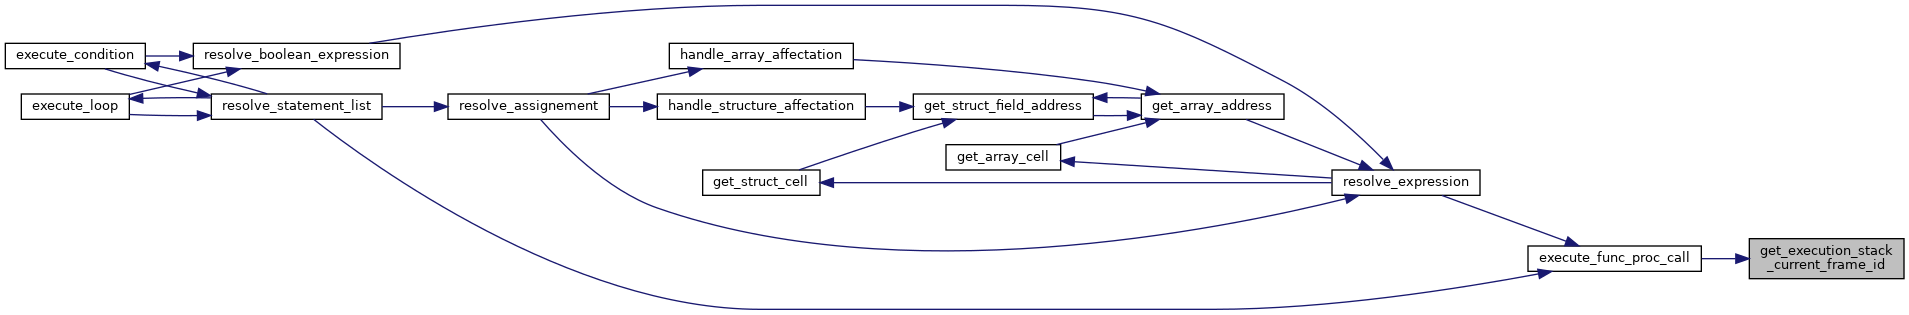 execute_condition
resolve_boolean_expression
handle_array_affectation
execute_loop
resolve_statement_list
resolve_assignement
handle_structure_affectation
get_struct_field_address
get_array_address
get_array_cell
get_struct_cell
resolve_expression
execute_func_proc_call
get_execution_stack
_current_frame_id